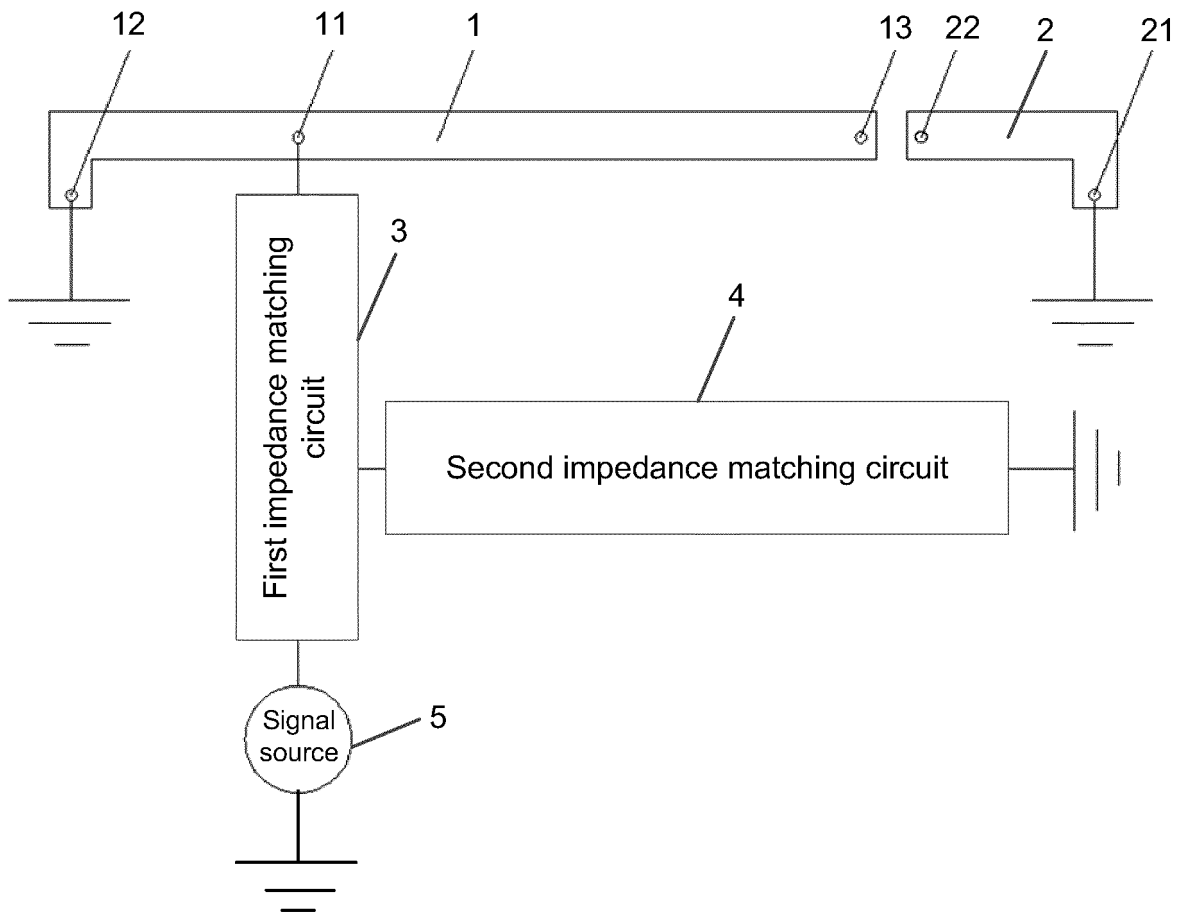 12
11
1
13
22
2
21
3
First impedance matching
circuit
4
Second impedance matching circuit
Signal
source
5